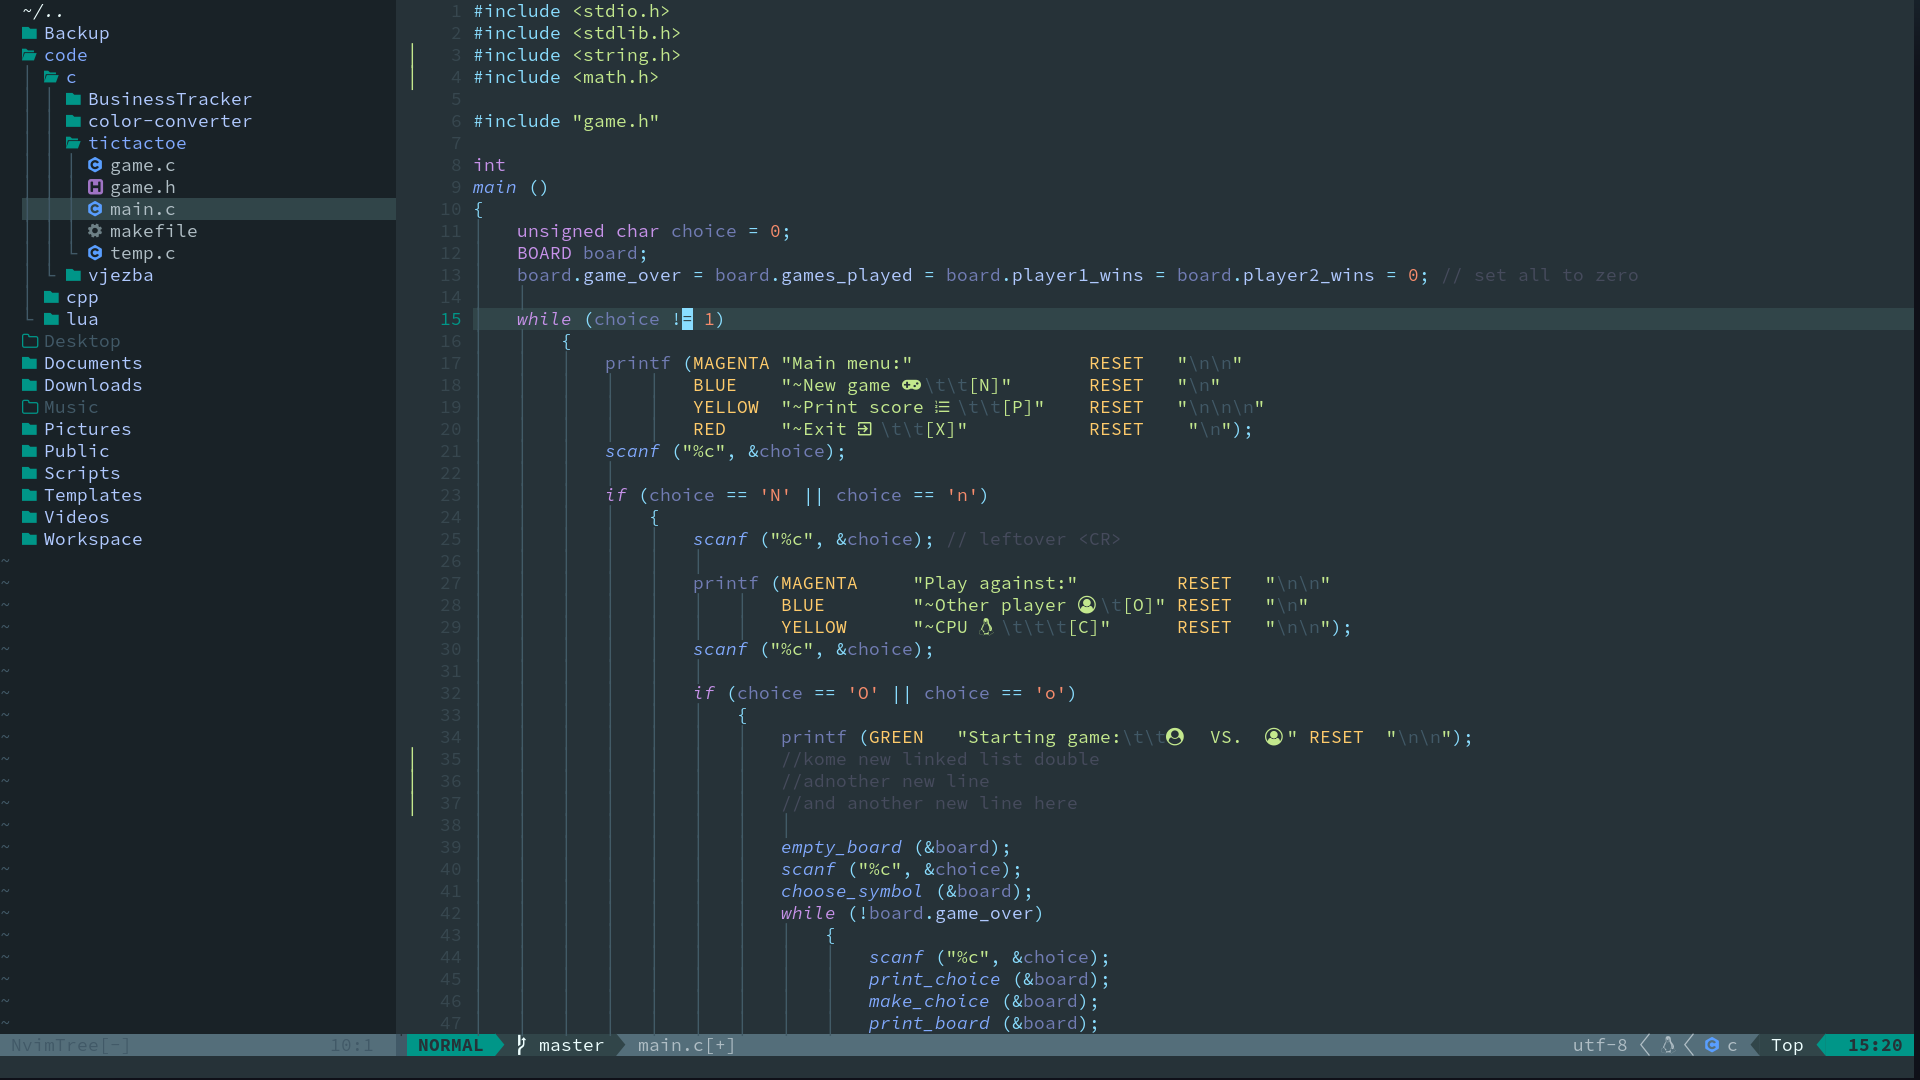 ~/..
Backup
code
c
BusinessTracker
color-converter
tictactoe
game.c
game.h
main.c
makefile
temp.c
vjezba
cpp
lua
Desktop
Documents
Downloads
Music
Pictures
Public
Scripts
Templates
Videos
Workspace
NvimTree[-] 10:1
1 #include <stdio.h>
2 #include <stdlib.h>
3 #include <string.h>
4 #include <math.h>
5
6 #include "game.h"
7
8 int
9 main ()
10 {
11 unsigned char choice = 0;
12 BOARD board;
13 board.game_over = board.games_played = board.player1_wins = board.player2_wins = 0; // set all to zero
14
15 while (choice != 1)
16 {
17 printf (MAGENTA "Main menu:" RESET "\n\n"
18 BLUE "~New game \t\t[N]" RESET "\n"
19 YELLOW "~Print score \t\t[P]" RESET "\n\n\n"
20 RED "~Exit \t\t[X]" RESET "\n");
21 scanf ("%c", &choice);
22
23 if (choice == 'N' || choice == 'n')
24 {
25 scanf ("%c", &choice); // leftover <CR>
26
27 printf (MAGENTA "Play against:" RESET "\n\n"
28 BLUE "~Other player \t[O]" RESET "\n"
29 YELLOW "~CPU \t\t\t[C]" RESET "\n\n");
30 scanf ("%c", &choice);
31
32 if (choice == 'O' || choice == 'o')
33 {
34 printf (GREEN "Starting game:\t\t VS. " RESET "\n\n");
35 //kome new linked list double
36 //adnother new line
37 //and another new line here
38
39 empty_board (&board);
40 scanf ("%c", &choice);
41 choose_symbol (&board);
42 while (!board.game_over)
43 {
44 scanf ("%c", &choice);
45 print_choice (&board);
46 make_choice (&board);
47 print_board (&board);
NORMAL master main.c[+] utf-8 c Top 15:20